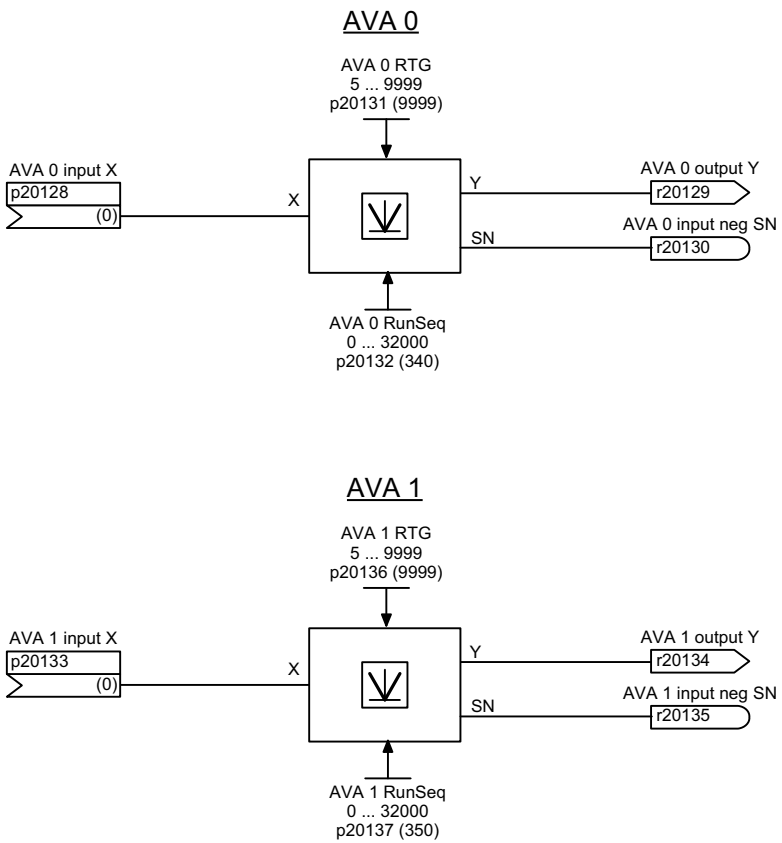 AVA 0
AVA 0 RTG
5 ... 9999
p20131 (9999)
AVA 0 input X
p20128
(0)
X
Y
SN
AVA 0 output Y
r20129
AVA 0 input neg SN
r20130
AVA 0 RunSeq
0 ... 32000
p20132 (340)
AVA 1
AVA 1 RTG
5 ... 9999
p20136 (9999)
AVA 1 input X
p20133
(0)
X
Y
SN
AVA 1 output Y
r20134
AVA 1 input neg SN
r20135
AVA 1 RunSeq
0 ... 32000
p20137 (350)